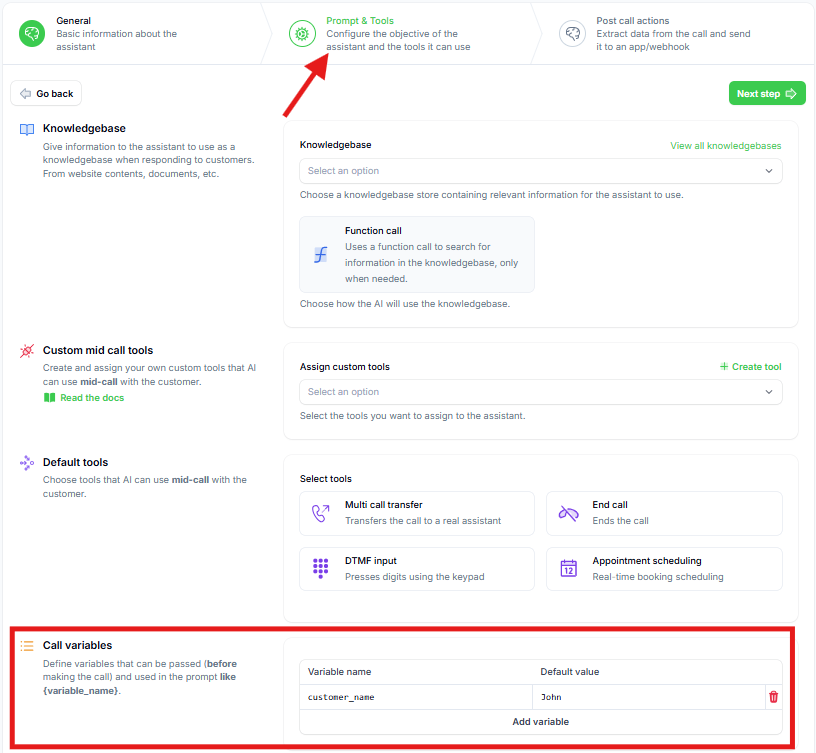 General
Basic information about the
assistant
Prompt & Tools
Configure the objective of the
assistant and the tools it can use
Post call actions
Extract data from the call and send
it to an app/webhook
Go back
Next step
Knowledgebase
Give information to the assistant to use as a
knowledgebase when responding to customers.
From website contents, documents, etc.
Knowledgebase
View all knowledgebases
Select an option
Choose a knowledgebase store containing relevant information for the assistant to use.
Function call
Uses a function call to search for
information in the knowledgebase, only
when needed.
Choose how the AI will use the knowledgebase.
Custom mid call tools
Create and assign your own custom tools that AI
can use mid-call with the customer.
Read the docs
Assign custom tools
+ Create tool
Select an option
Select the tools you want to assign to the assistant.
Default tools
Choose tools that AI can use mid-call with the
customer.
Select tools
Multi call transfer
Transfers the call to a real assistant
End call
Ends the call
DTMF input
Presses digits using the keypad
12
Appointment scheduling
Real-time booking scheduling
Call variables
Define variables that can be passed (before
making the call) and used in the prompt like
{variable_name}.
Variable name
Default value
customer_name
John
Add variable